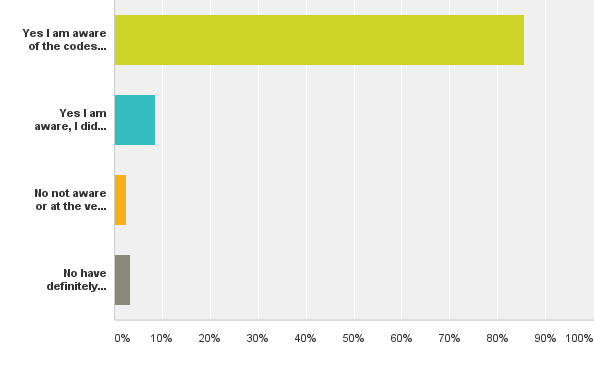 Yes I am aware
of the codes...
Yes I am
aware, I did...
No not aware
or at the ve...
No have
definitely...
0% 10% 20% 30% 40% 50% 60% 70% 80% 90% 100%